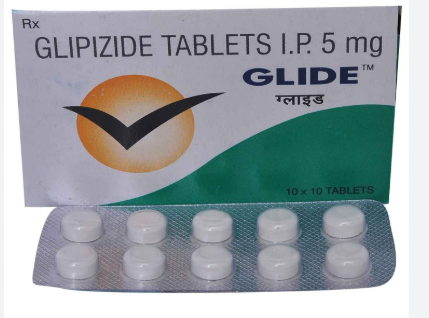 Rx
GLIPIZIDE TABLETS I.P. 5 mg
GLIDE™
ग्लाइड
10 x 10 TABLETS